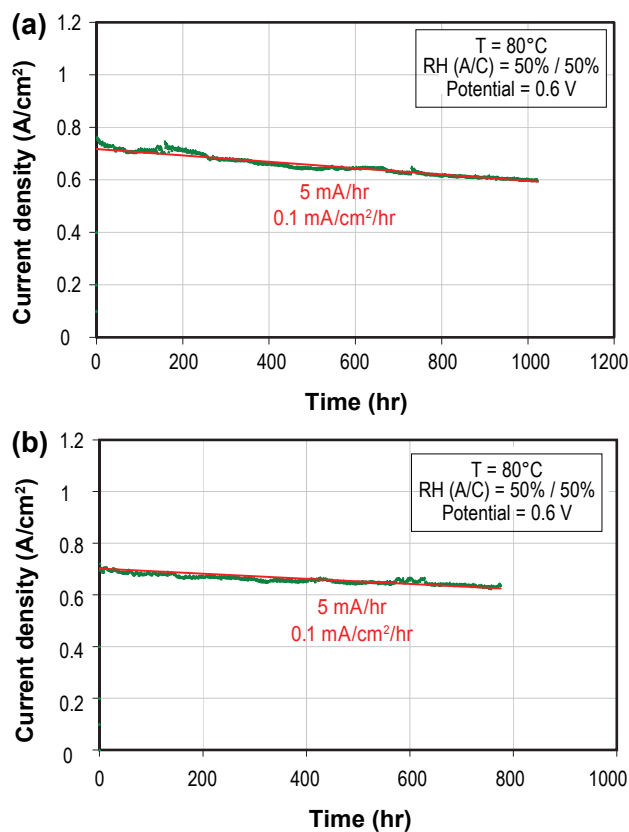 (a)
Current density (A/cm²)
1.2
1
0.8
0.6
0.4
0.2
0
T = 80°C
RH (A/C) = 50% / 50%
Potential = 0.6 V
5 mA/hr
0.1 mA/cm²/hr
0 200 400 600 800 1000 1200
Time (hr)
(b)
Current density (A/cm²)
1.2
1
0.8
0.6
0.4
0.2
0
T = 80°C
RH (A/C) = 50% / 50%
Potential = 0.6 V
5 mA/hr
0.1 mA/cm²/hr
0 200 400 600 800 1000
Time (hr)